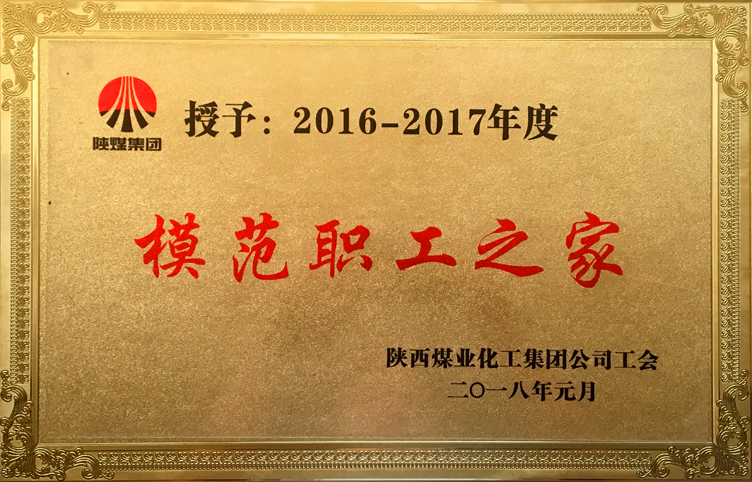 陕煤集团
授予：2016-2017年度
模范职工之家
陕西煤业化工集团公司工会
二〇一八年元月